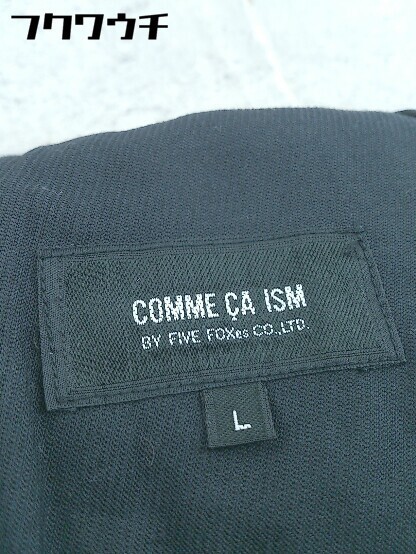 フクワウチ
COMME ÇA ISM
BY FIVE FOXes CO.,LTD.
L